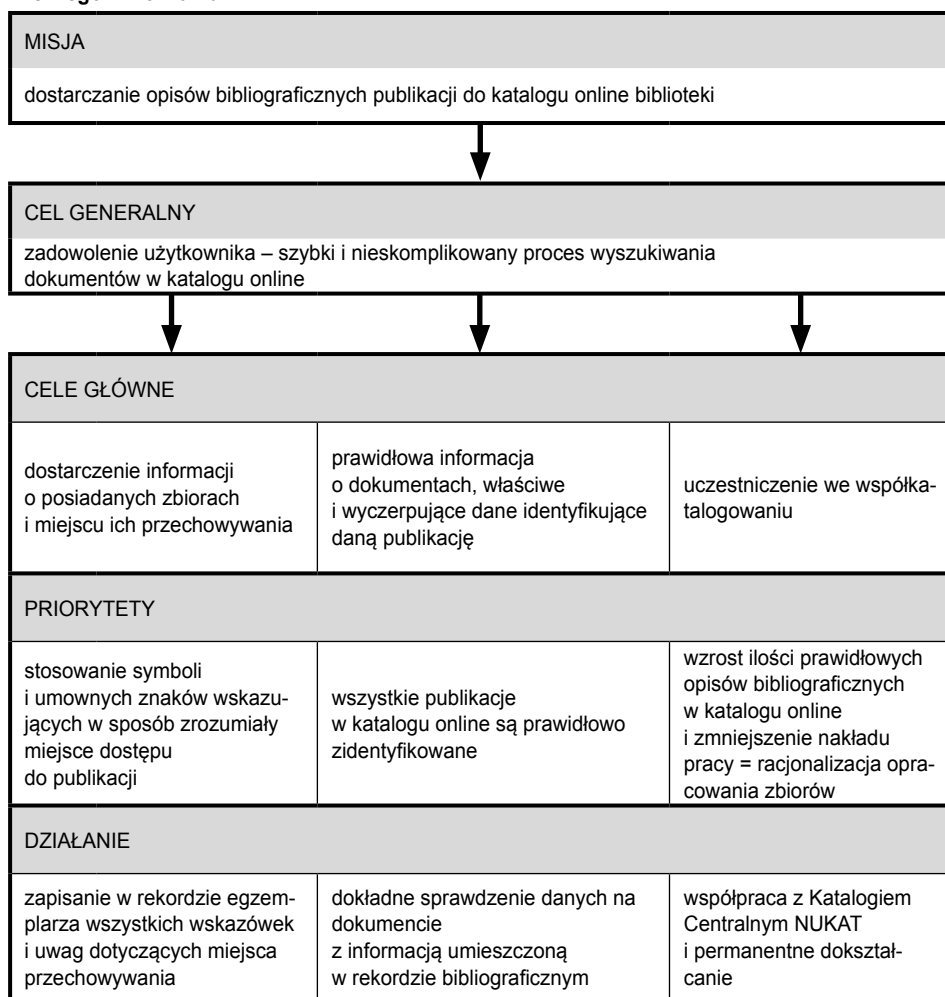 MISJA
dostarczanie opisów bibliograficznych publikacji do katalogu online biblioteki
CEL GENERALNY
zadowolenie użytkownika – szybki i nieskomplikowany proces wyszukiwania
dokumentów w katalogu online
CELE GŁÓWNE
dostarczenie informacji
o posiadanych zbiorach
i miejscu ich przechowywania
prawidłowa informacja
o dokumentach, właściwe
i wyczerpujące dane identyfikujące
daną publikację
uczestniczenie we współka-
talogowaniu
PRIORYTETY
stosowanie symboli
i umownych znaków wskazu-
jących w sposób zrozumiały
miejsce dostępu
do publikacji
wszystkie publikacje
w katalogu online są prawidłowo
zidentyfikowane
wzrost ilości prawidłowych
opisów bibliograficznych
w katalogu online
i zmniejszenie nakładu
pracy = racjonalizacja opra-
cowania zbiorów
DZIAŁANIE
zapisanie w rekordzie egzem-
plarza wszystkich wskazówek
i uwag dotyczących miejsca
przechowywania
dokładne sprawdzenie danych na
dokumencie
z informacją umieszczoną
w rekordzie bibliograficznym
współpraca z Katalogiem
Centralnym NUKAT
i permanentne dokształ-
canie